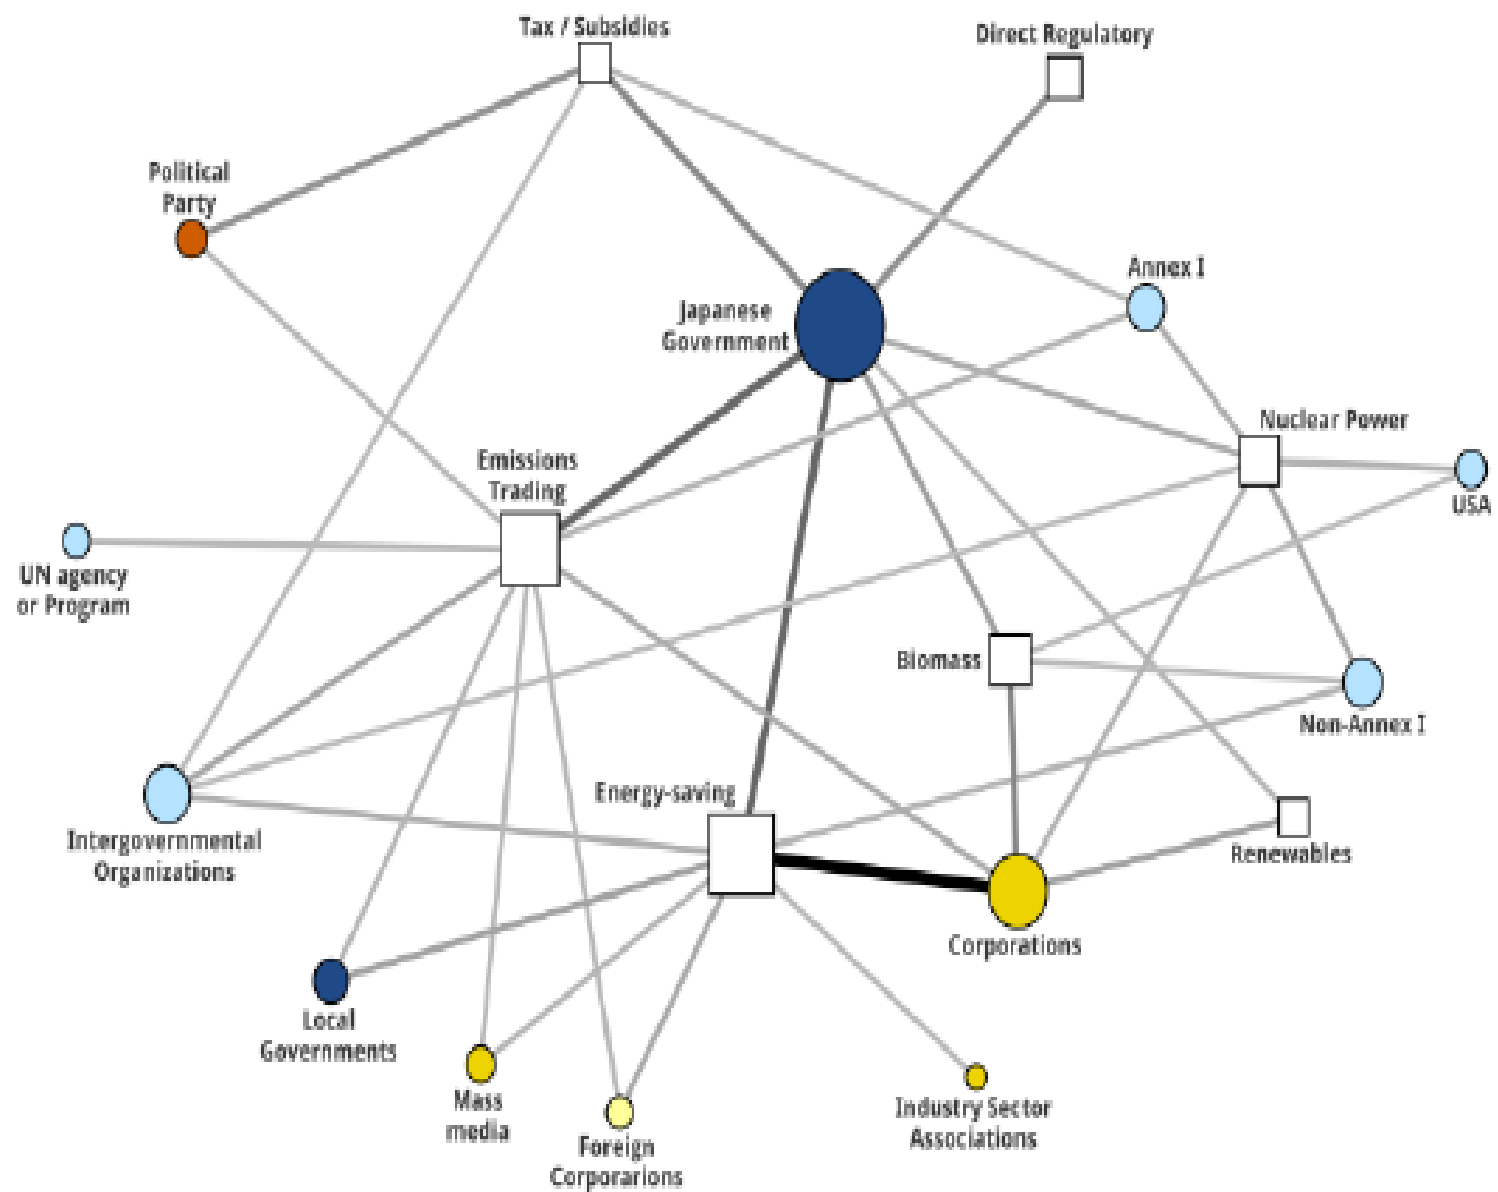 Tax / Subsidies
Direct Regulatory
Political
Party
Annex I
Japanese
Government
Nuclear Power
Emissions
Trading
USA
UN agency
or Program
Biomass
Non-Annex I
Energy-saving
Intergovernmental
Organizations
Renewables
Corporations
Local
Governments
Mass
media
Foreign
Corporarions
Industry Sector
Associations